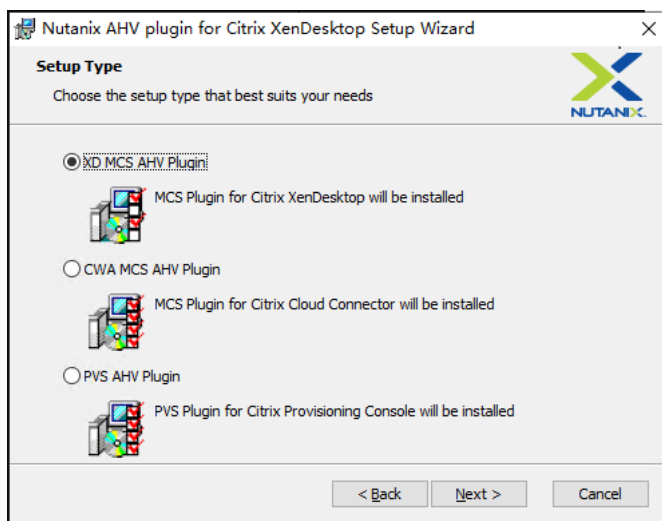 Nutanix AHV plugin for Citrix XenDesktop Setup Wizard
Setup Type
Choose the setup type that best suits your needs
NUTANIX.
XD MCS AHV Plugin
MCS Plugin for Citrix XenDesktop will be installed
CWA MCS AHV Plugin
MCS Plugin for Citrix Cloud Connector will be installed
PVS AHV Plugin
PVS Plugin for Citrix Provisioning Console will be installed
< Back Next > Cancel